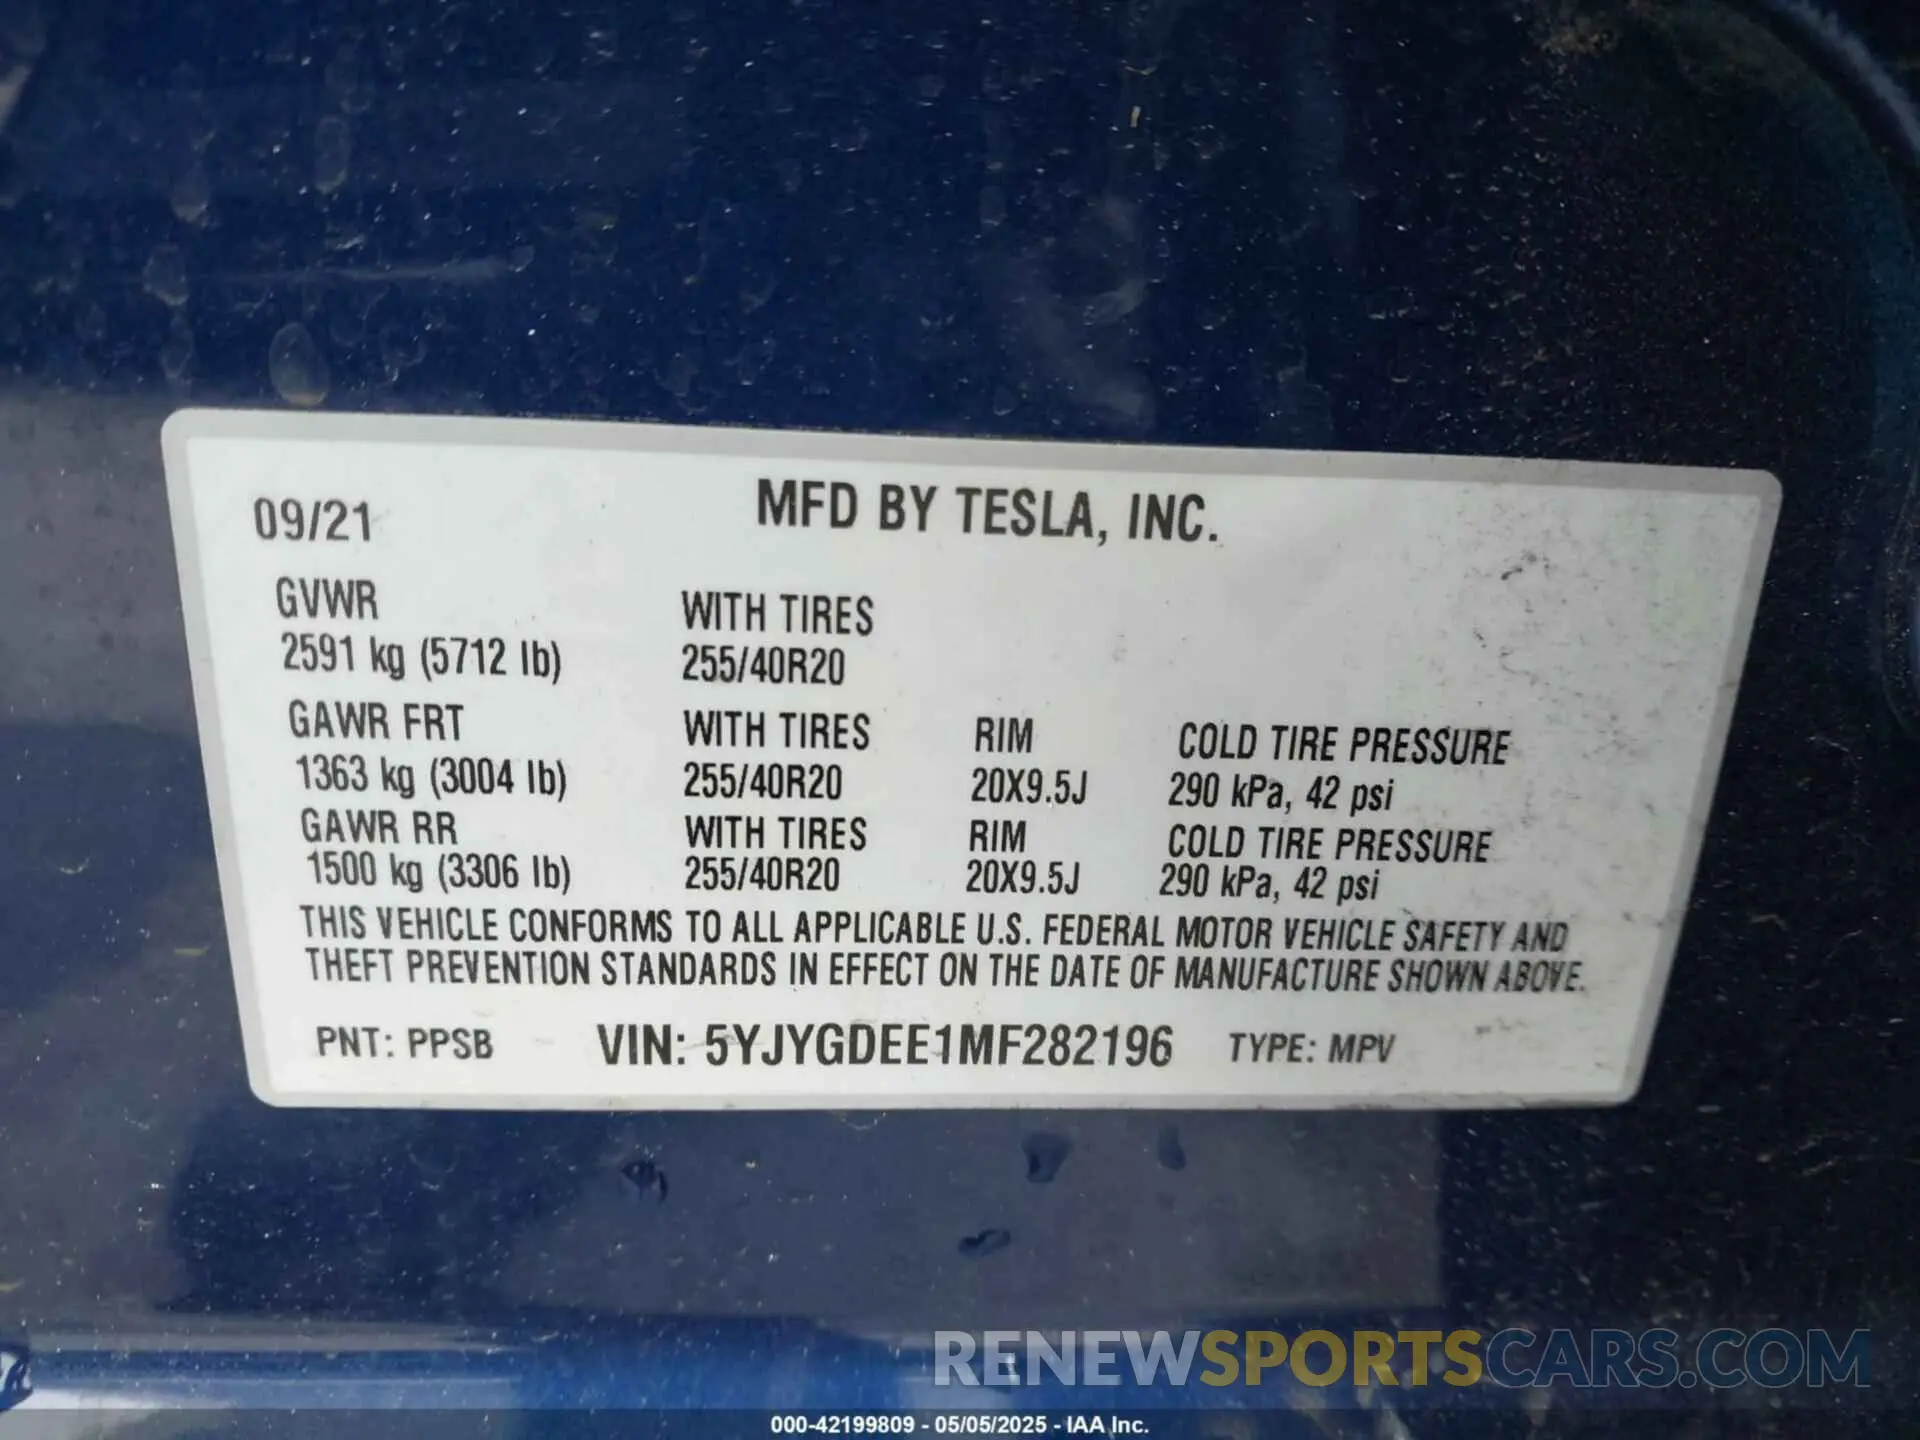 09/21 MFD BY TESLA, INC.
GVWR WITH TIRES
2591 kg (5712 lb) 255/40R20
GAWR FRT WITH TIRES RIM COLD TIRE PRESSURE
1363 kg (3004 lb) 255/40R20 20X9.5J 290 kPa, 42 psi
GAWR RR WITH TIRES RIM COLD TIRE PRESSURE
1500 kg (3306 lb) 255/40R20 20X9.5J 290 kPa, 42 psi
THIS VEHICLE CONFORMS TO ALL APPLICABLE U.S. FEDERAL MOTOR VEHICLE SAFETY AND
THEFT PREVENTION STANDARDS IN EFFECT ON THE DATE OF MANUFACTURE SHOWN ABOVE.
PNT: PPSB VIN: 5YJYGDEE1MF282196 TYPE: MPV
RENEWSPORTSCARS.COM
000-42199809 - 05/05/2025 - IAA Inc.